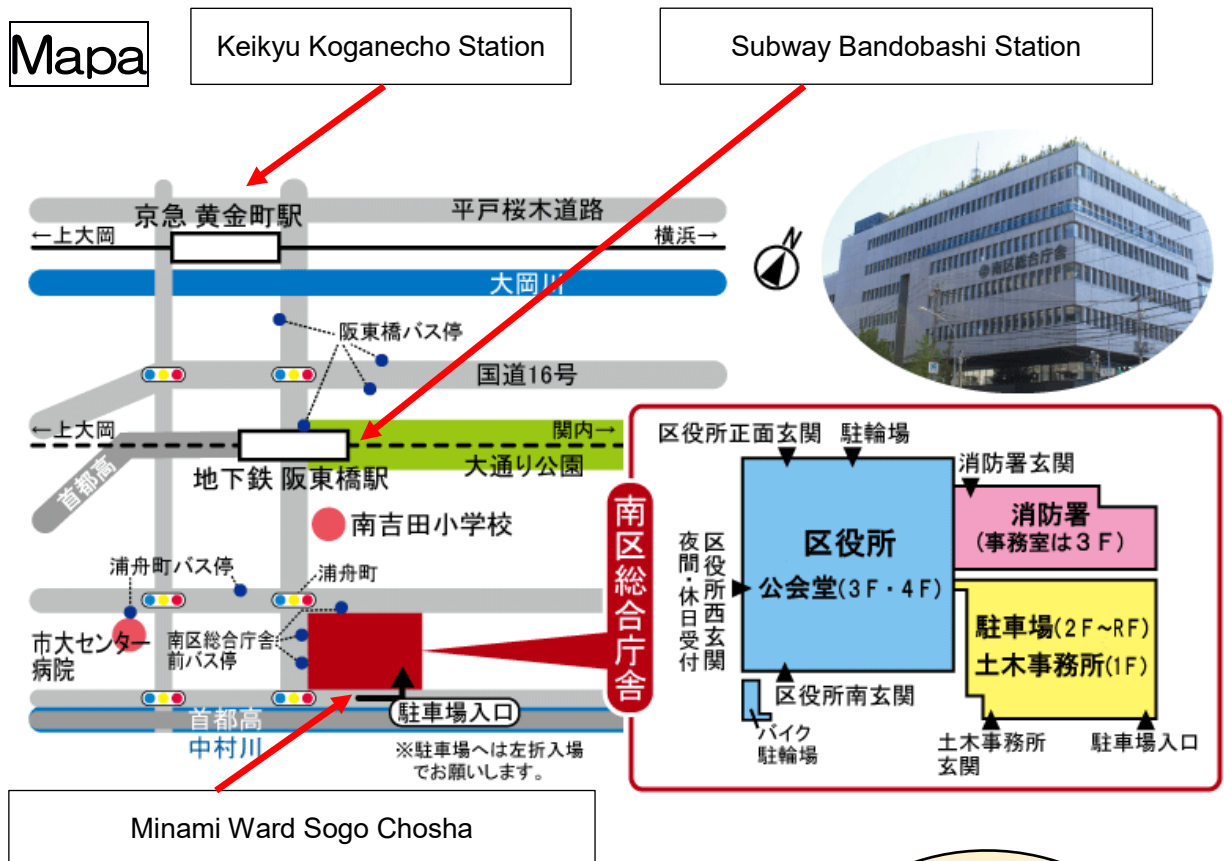 Mapa
Keikyu Koganecho Station
Subway Bandobashi Station
京急 黄金町駅
平戸桜木道路
←上大岡
横浜→
N
大岡川
南区総合庁舎
阪東橋バス停
国道16号
←上大岡
関内→
首都高
地下鉄 阪東橋駅
大通り公園
南吉田小学校
浦舟町バス停
浦舟町
市大センター
病院
南区総合庁舎
前バス停
駐車場入口
首都高
中村川
※駐車場へは左折入場
でお願いします。
南区総合庁舎
区役所正面玄関
駐輪場
消防署玄関
消防署
(事務室は3F)
区役所
公会堂(3F・4F)
区役所西玄関
夜間・休日受付
駐車場(2F~RF)
土木事務所(1F)
区役所南玄関
バイク
駐輪場
土木事務所
玄関
駐車場入口
Minami Ward Sogo Chosha